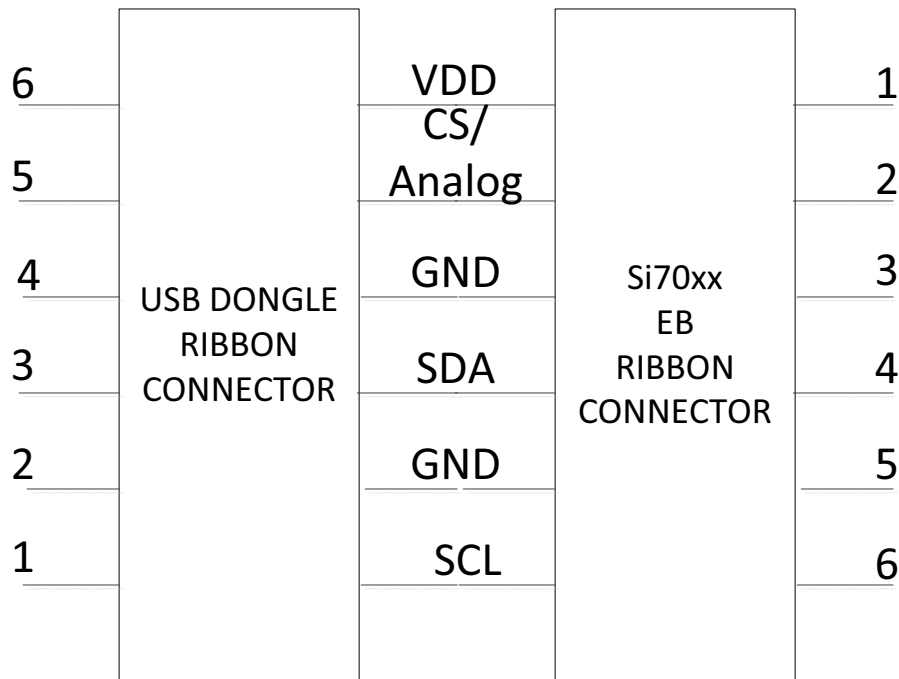 6 VDD 1
CS/
5 Analog 2
4 GND 3
USB DONGLE
RIBBON
CONNECTOR
Si70xx
EB
RIBBON
CONNECTOR
3 SDA 4
2 GND 5
1 SCL 6